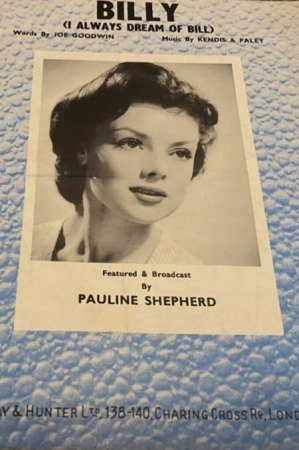 BILLY
(I ALWAYS DREAM OF BILL)
Words By JOE GOODWIN Music By KENDIS & PALEY
Featured & Broadcast
By
PAULINE SHEPHERD
& HUNTER LTD, 138-140, CHARING CROSS RD,